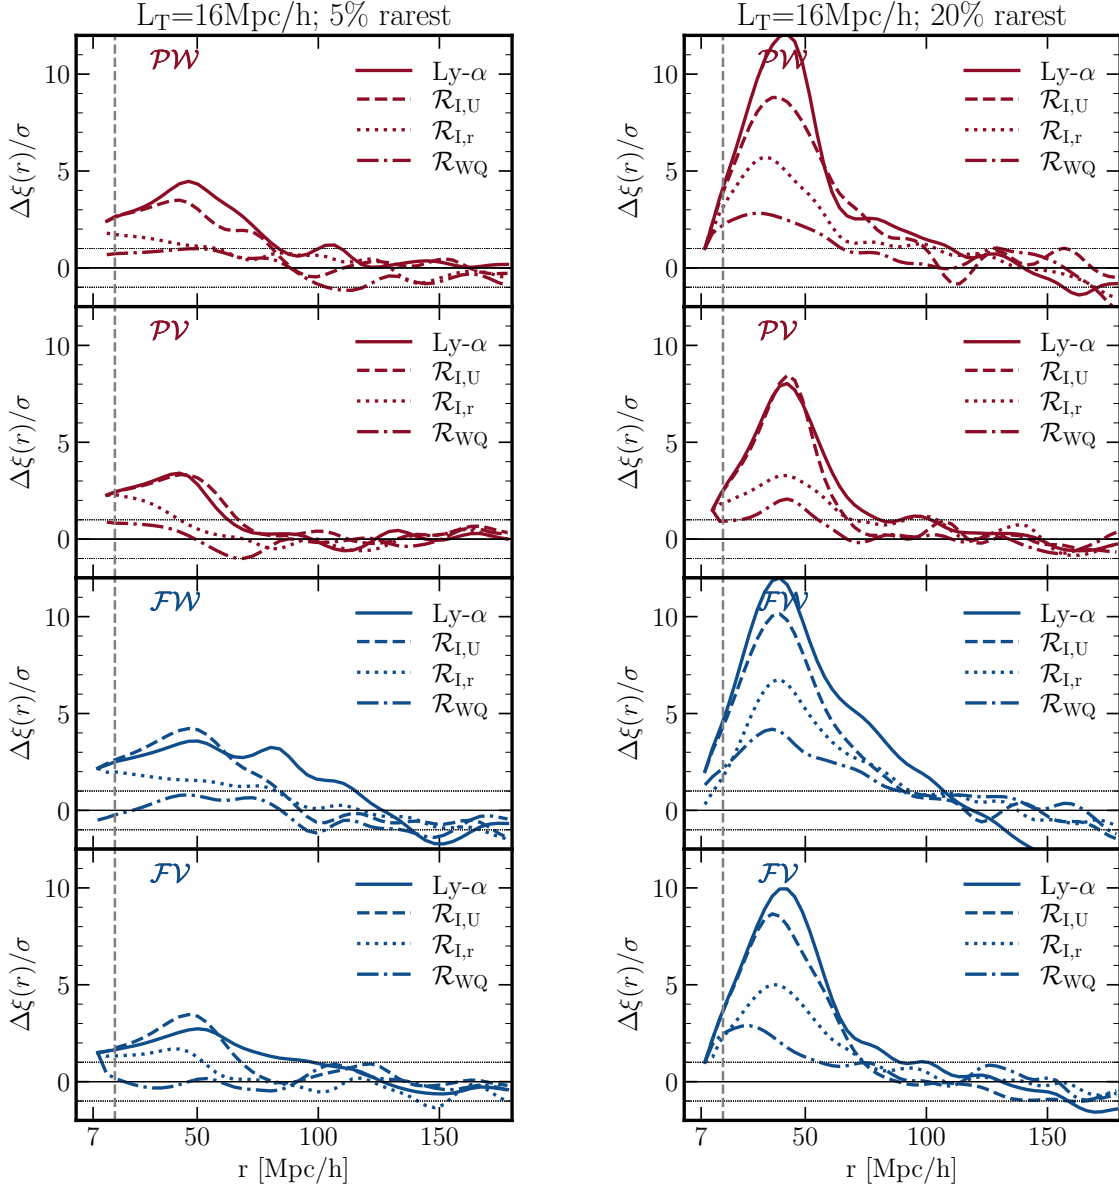 L_T=16Mpc/h; 5% rarest
L_T=16Mpc/h; 20% rarest
PW
Ly-α
R_I,U
R_I,r
R_WQ
10
5
0
Δξ(r)/σ
PW
Ly-α
R_I,U
R_I,r
R_WQ
10
5
0
Δξ(r)/σ
PV
Ly-α
R_I,U
R_I,r
R_WQ
10
5
0
Δξ(r)/σ
PV
Ly-α
R_I,U
R_I,r
R_WQ
10
5
0
Δξ(r)/σ
FW
Ly-α
R_I,U
R_I,r
R_WQ
10
5
0
Δξ(r)/σ
FW
Ly-α
R_I,U
R_I,r
R_WQ
10
5
0
Δξ(r)/σ
FV
Ly-α
R_I,U
R_I,r
R_WQ
10
5
0
Δξ(r)/σ
7 50 100 150
r [Mpc/h]
FV
Ly-α
R_I,U
R_I,r
R_WQ
10
5
0
Δξ(r)/σ
7 50 100 150
r [Mpc/h]